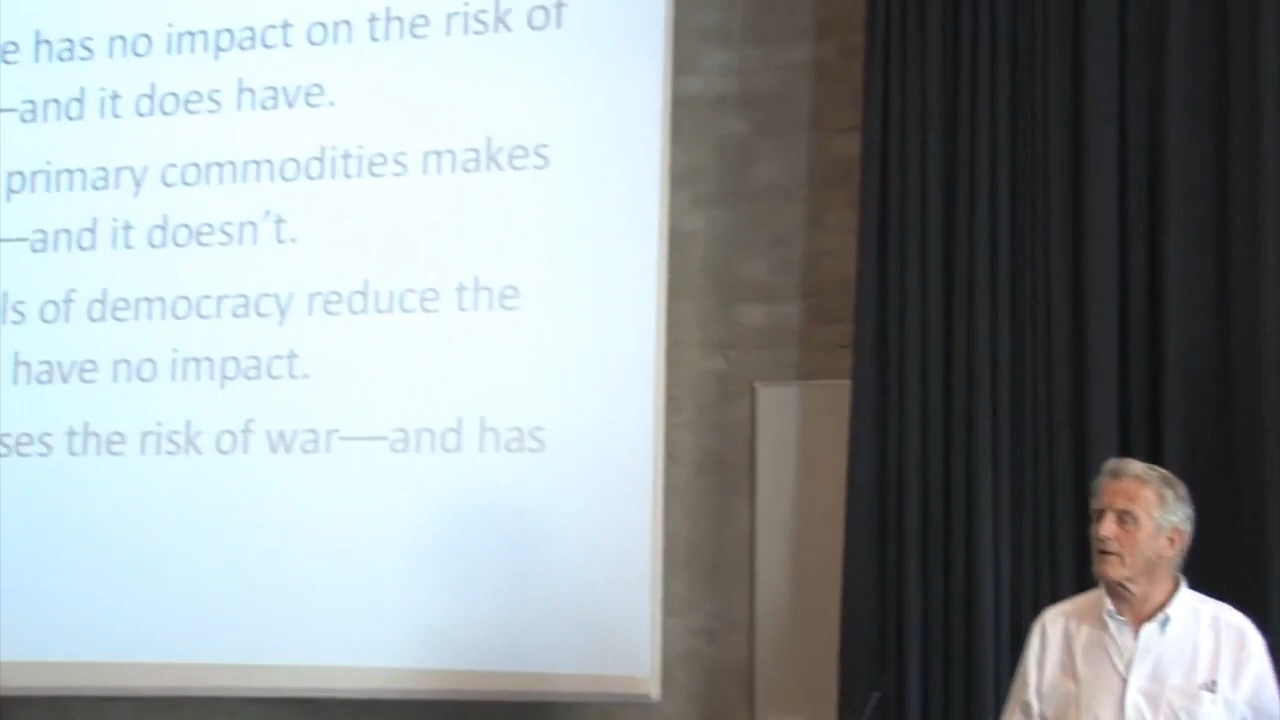 e has no impact on the risk of
—and it does have.
primary commodities makes
—and it doesn't.
ls of democracy reduce the
have no impact.
ses the risk of war—and has